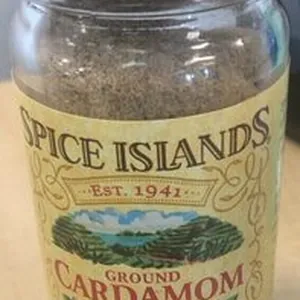 SPICE ISLANDS
EST. 1941
GROUND
CARDAMOM